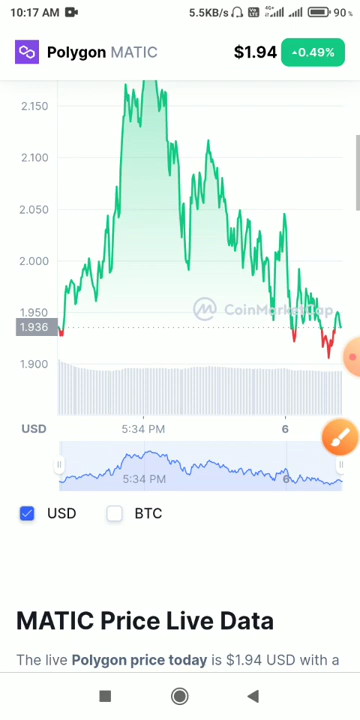 10:17 AM 5.5KB/s 4G+ 90%
Polygon MATIC $1.94 +0.49%
2.150
2.100
2.050
2.000
1.950
CoinMarketCap
1.936
1.900
USD 5:34 PM 6
5:34 PM 6
USD BTC
MATIC Price Live Data
The live Polygon price today is $1.94 USD with a